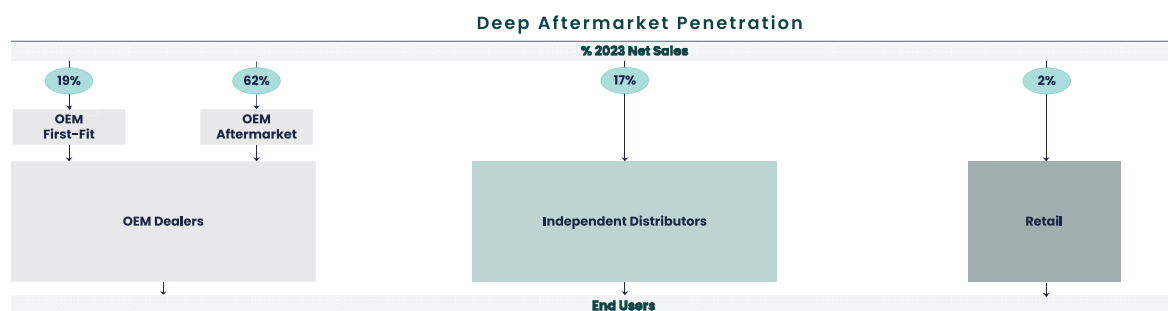 Deep Aftermarket Penetration
% 2023 Net Sales
19%
62%
17%
2%
OEM
First-Fit
OEM
Aftermarket
OEM Dealers
Independent Distributors
Retail
End Users